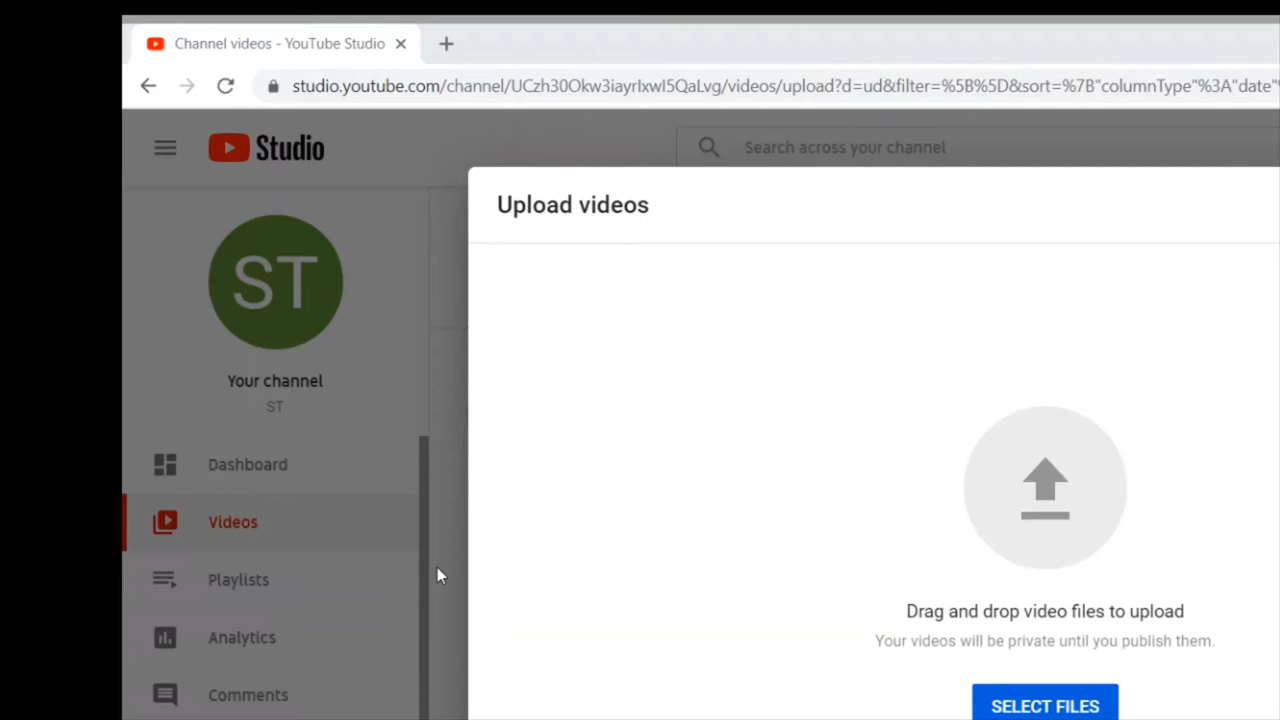 Channel videos - YouTube Studio
studio.youtube.com/channel/UCzh30Okw3iayrIxwI5QaLvg/videos/upload?d=ud&filter=%5B%5D&sort=%7B"columnType"%3A"date"
Studio
Search across your channel
Upload videos
ST
Your channel
ST
Dashboard
Videos
Playlists
Analytics
Comments
Drag and drop video files to upload
Your videos will be private until you publish them.
SELECT FILES